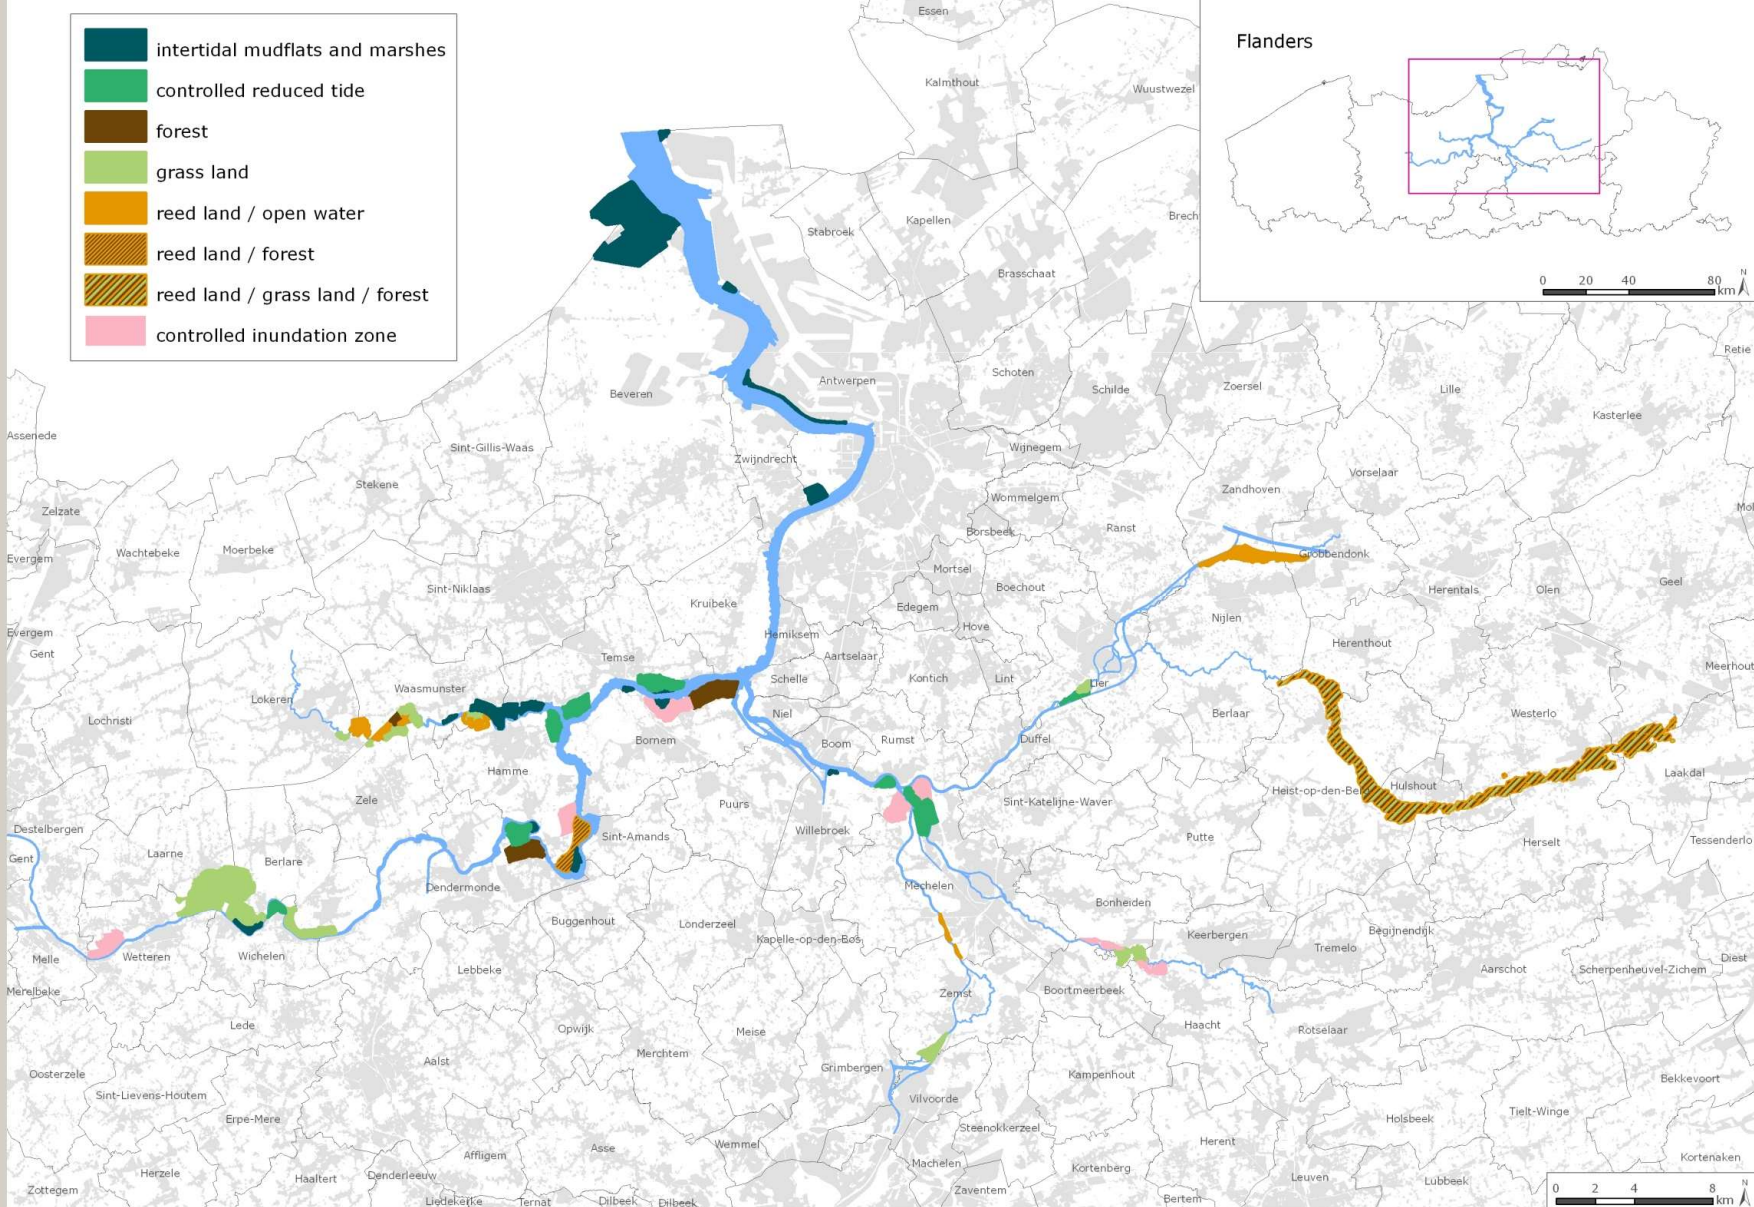 intertidal mudflats and marshes
controlled reduced tide
forest
grass land
reed land / open water
reed land / forest
reed land / grass land / forest
controlled inundation zone
Flanders
0 20 40 80 km
N
Essen
Kalmthout
Wuustwezel
Kapellen
Brech
Stabroek
Brasschaat
Retie
Antwerpen
Schoten
Schilde
Zoersel
Lille
Beveren
Kasterlee
Assenede
Sint-Gillis-Waas
Zwijndrecht
Wijnegem
Vorselaar
Stekene
Zandhoven
Wommelgem
Zelzate
Mol
Borsbeek
Ranst
Evergem
Wachtebeke
Moerbeke
Grobbendonk
Mortsel
Sint-Niklaas
Boechout
Herentals
Olen
Geel
Kruibeke
Edegem
Nijlen
Evergem
Hemiksem
Hove
Herenthout
Gent
Temse
Aartselaar
Meerhout
Schelle
Kontich
Lint
Lier
Waasmunster
Lokeren
Lochristi
Niel
Berlaar
Westerlo
Bornem
Boom
Rumst
Duffel
Hamme
Laakdal
Zele
Heist-op-den-Berg
Hulshout
Puurs
Sint-Katelijne-Waver
Destelbergen
Willebroek
Sint-Amands
Putte
Herselt
Tessenderlo
Gent
Laarne
Berlare
Dendermonde
Mechelen
Bonheiden
Buggenhout
Londerzeel
Kapelle-op-den-Bos
Keerbergen
Begijnendijk
Tremelo
Melle
Wetteren
Wichelen
Lebbeke
Aarschot
Scherpenheuvel-Zichem
Diest
Merelbeke
Zemst
Boortmeerbeek
Lede
Opwijk
Meise
Haacht
Rotselaar
Aalst
Merchtem
Grimbergen
Oosterzele
Kampenhout
Bekkevoort
Sint-Lievens-Houtem
Vilvoorde
Erpe-Mere
Steenokkerzeel
Holsbeek
Tielt-Winge
Asse
Wemmel
Herent
Affligem
Machelen
Kortenberg
Kortenaken
Herzele
Haaltert
Denderleeuw
Leuven
Lubbeek
Zottegem
Liedekerke
Ternat
Dilbeek
Dilbeek
Zaventem
Bertem
0 2 4 8 km
N